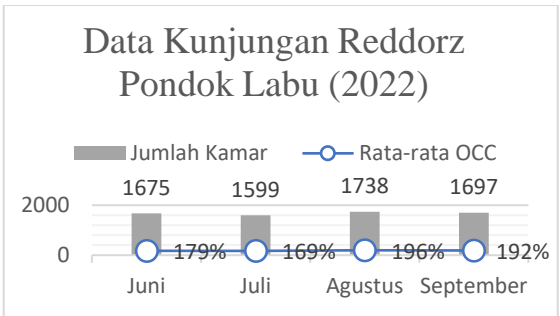 Data Kunjungan Reddorz
Pondok Labu (2022)
Jumlah Kamar Rata-rata OCC
1675 1599 1738 1697
2000
0
179% 169% 196% 192%
Juni Juli Agustus September